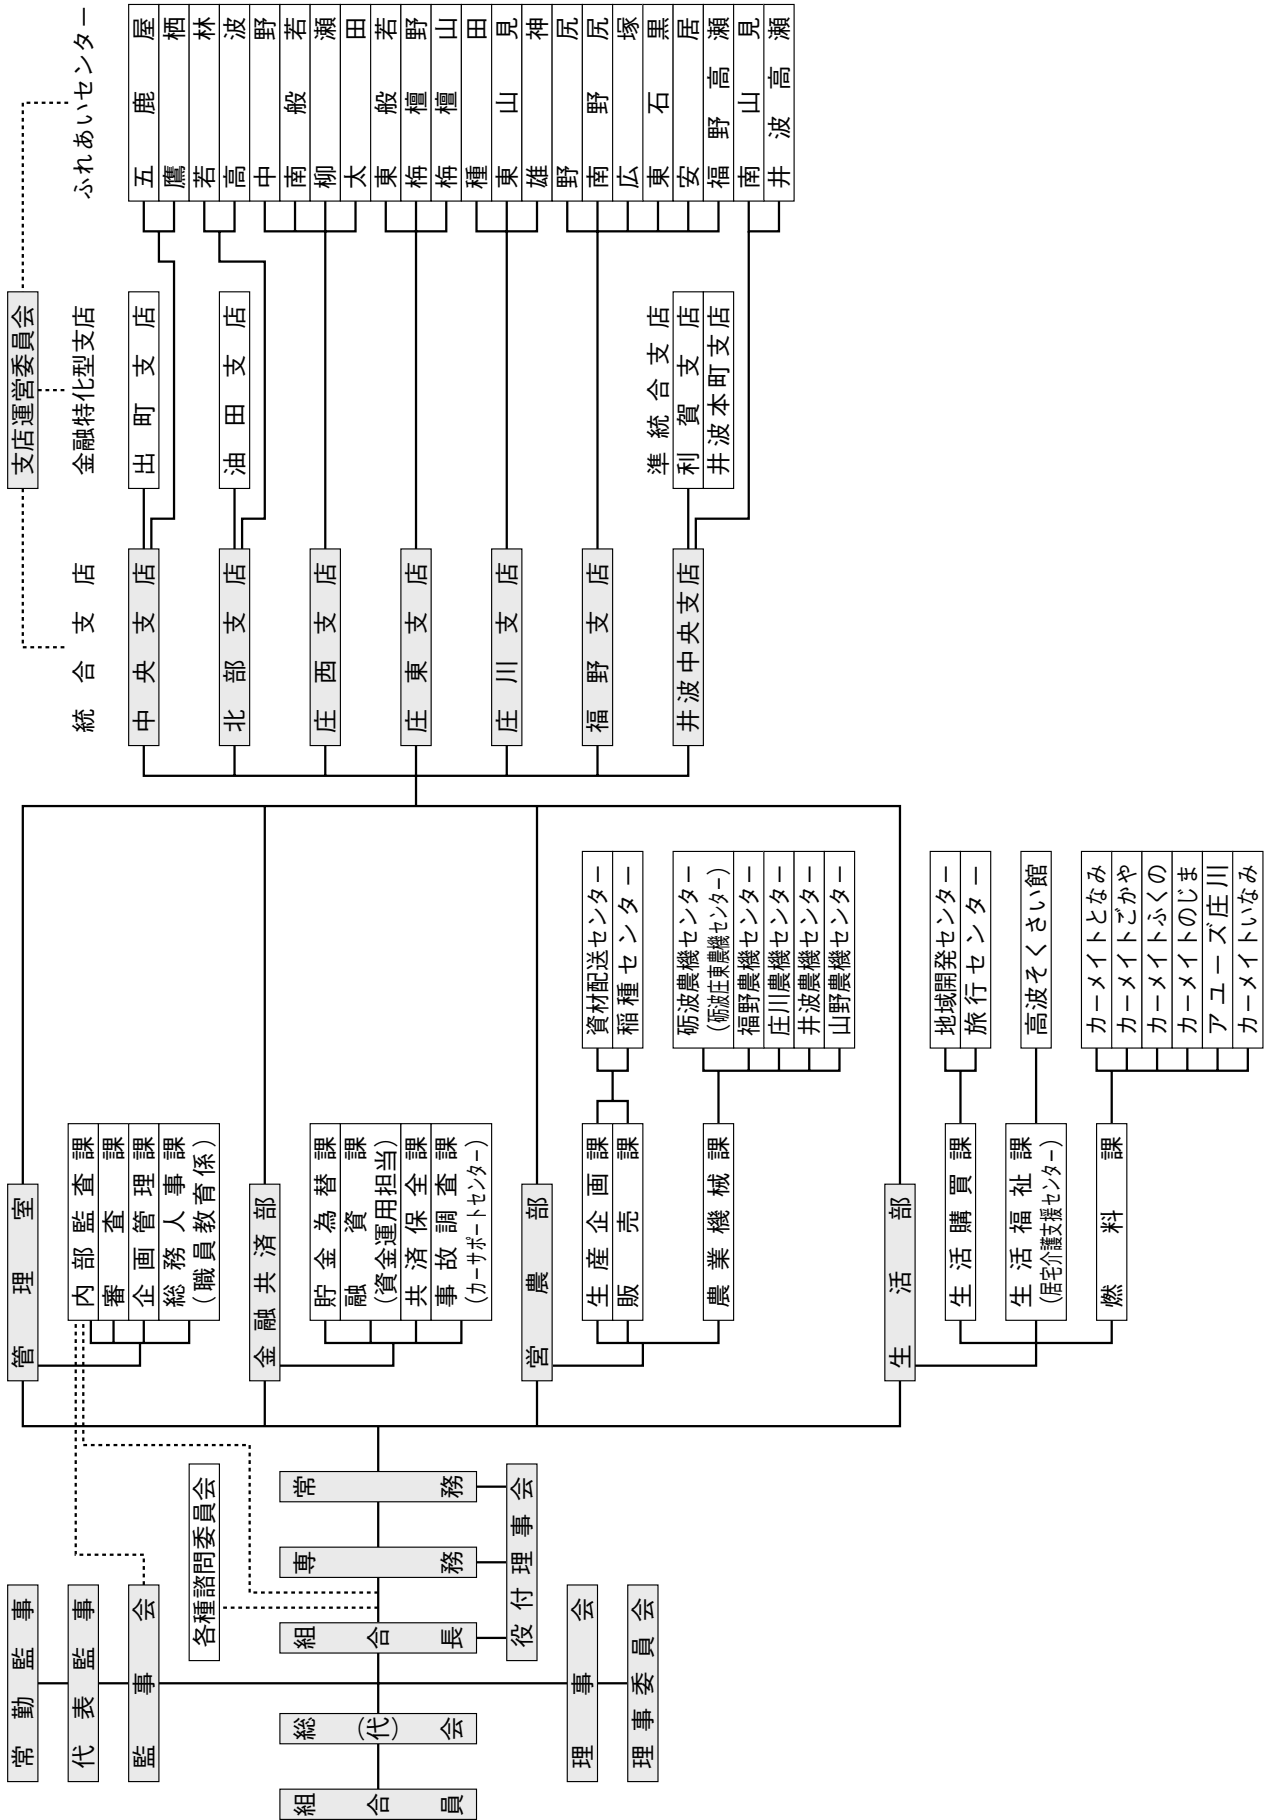 組合員
総(代)会
常勤監事
代表監事
監事会
理事会
理事委員会
各種諮問委員会
組合長
専務
常務
役付理事会
管理室
内部監査課
審査課
企画管理課
総務人事課
(職員教育係)
金融共済部
貯金為替課
融資課
(資金運用担当)
共済保全課
事故調査課
(カーサポートセンター)
営農部
生産企画課
販売課
農業機械課
資材配送センター
稲種センター
砺波農機センター
(砺波庄東農機センター)
福野農機センター
庄川農機センター
井波農機センター
山野農機センター
生活部
生活購買課
生活福祉課
(居宅介護支援センター)
燃料課
地域開発センター
旅行センター
高波そくさい館
カーメイトとなみ
カーメイトごかや
カーメイトふくの
カーメイトのじま
アユーズ庄川
カーメイトいなみ
支店運営委員会
統合支店
金融特化型支店
ふれあいセンター
中央支店
北部支店
庄西支店
庄東支店
庄川支店
福野支店
井波中央支店
出町支店
油田支店
準統合支店
利賀支店
井波本町支店
五鹿屋
鷹栖
若林
高波
中野
南般若
柳瀬
太田
東般若
栴檀野
栴檀山
種田
東山見
雄神
野尻
南野尻
広塚
東石黒
安居
福野高瀬
南山見
井波高瀬